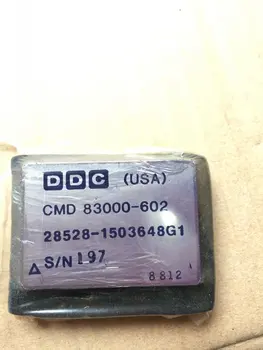 DDC (USA)
CMD 83000-602
28528-1503648G1
△ S/N 197
8812